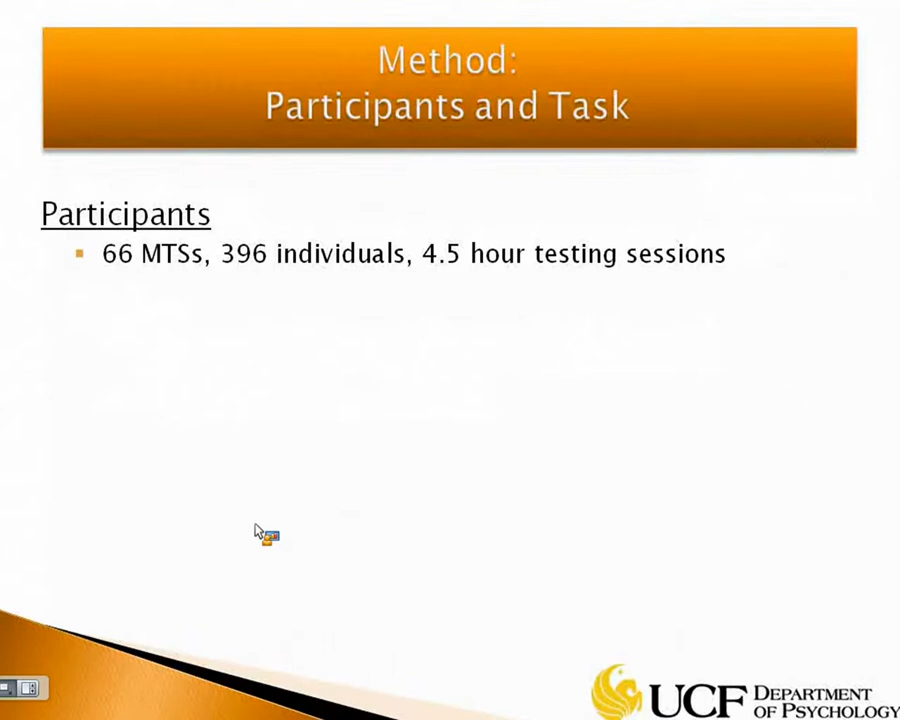 Method:
Participants and Task
Participants
66 MTSs, 396 individuals, 4.5 hour testing sessions
UCF DEPARTMENT
OF PSYCHOLOGY